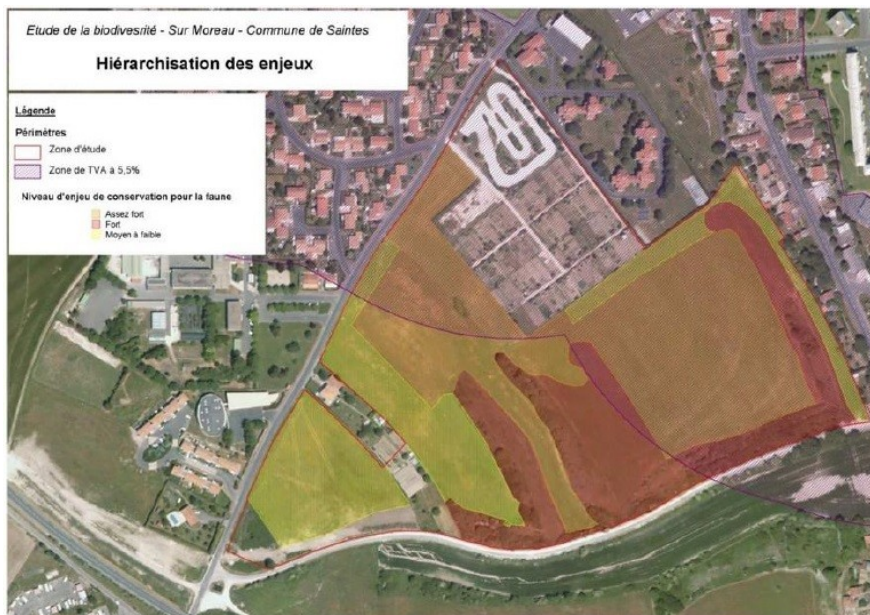 Etude de la biodivesrité - Sur Moreau - Commune de Saintes
Hiérarchisation des enjeux
Légende
Périmètres
Zone d'étude
Zone de TVA à 5,5%
Niveau d'enjeu de conservation pour la faune
Assez fort
Fort
Moyen à faible